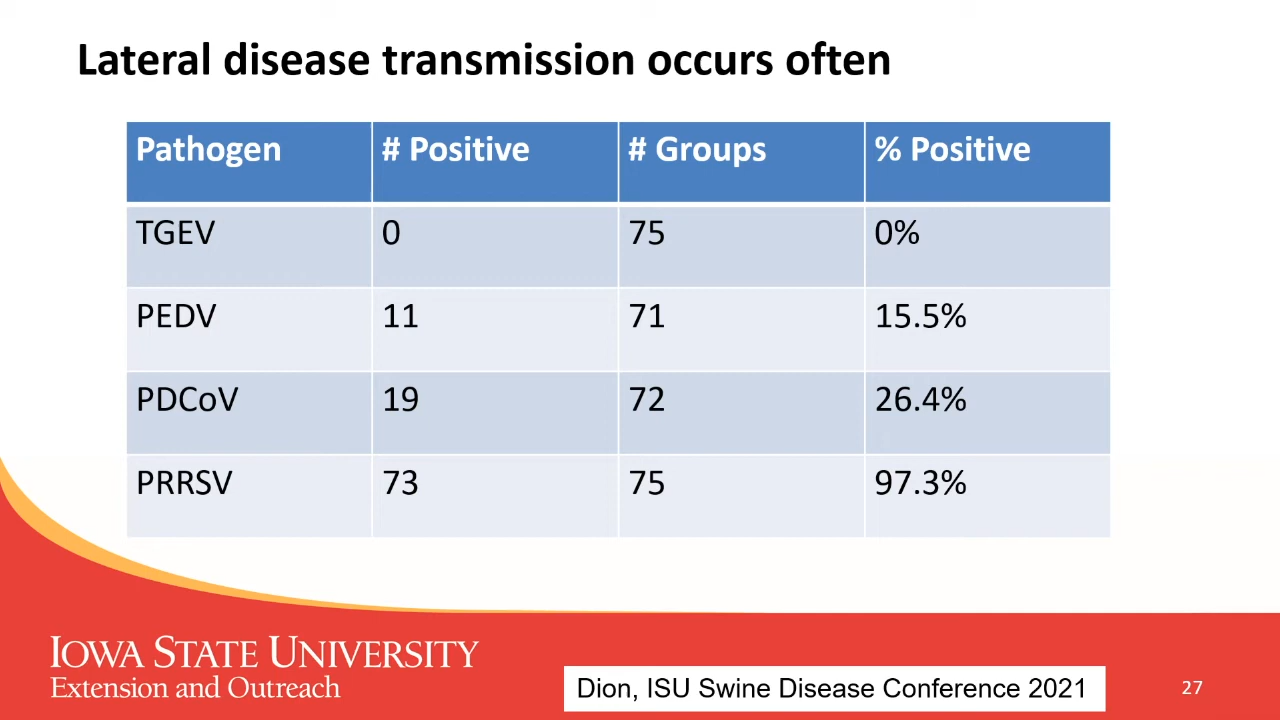 Lateral disease transmission occurs often
Pathogen # Positive # Groups % Positive
TGEV 0 75 0%
PEDV 11 71 15.5%
PDCoV 19 72 26.4%
PRRSV 73 75 97.3%
IOWA STATE UNIVERSITY
Extension and Outreach
Dion, ISU Swine Disease Conference 2021
27